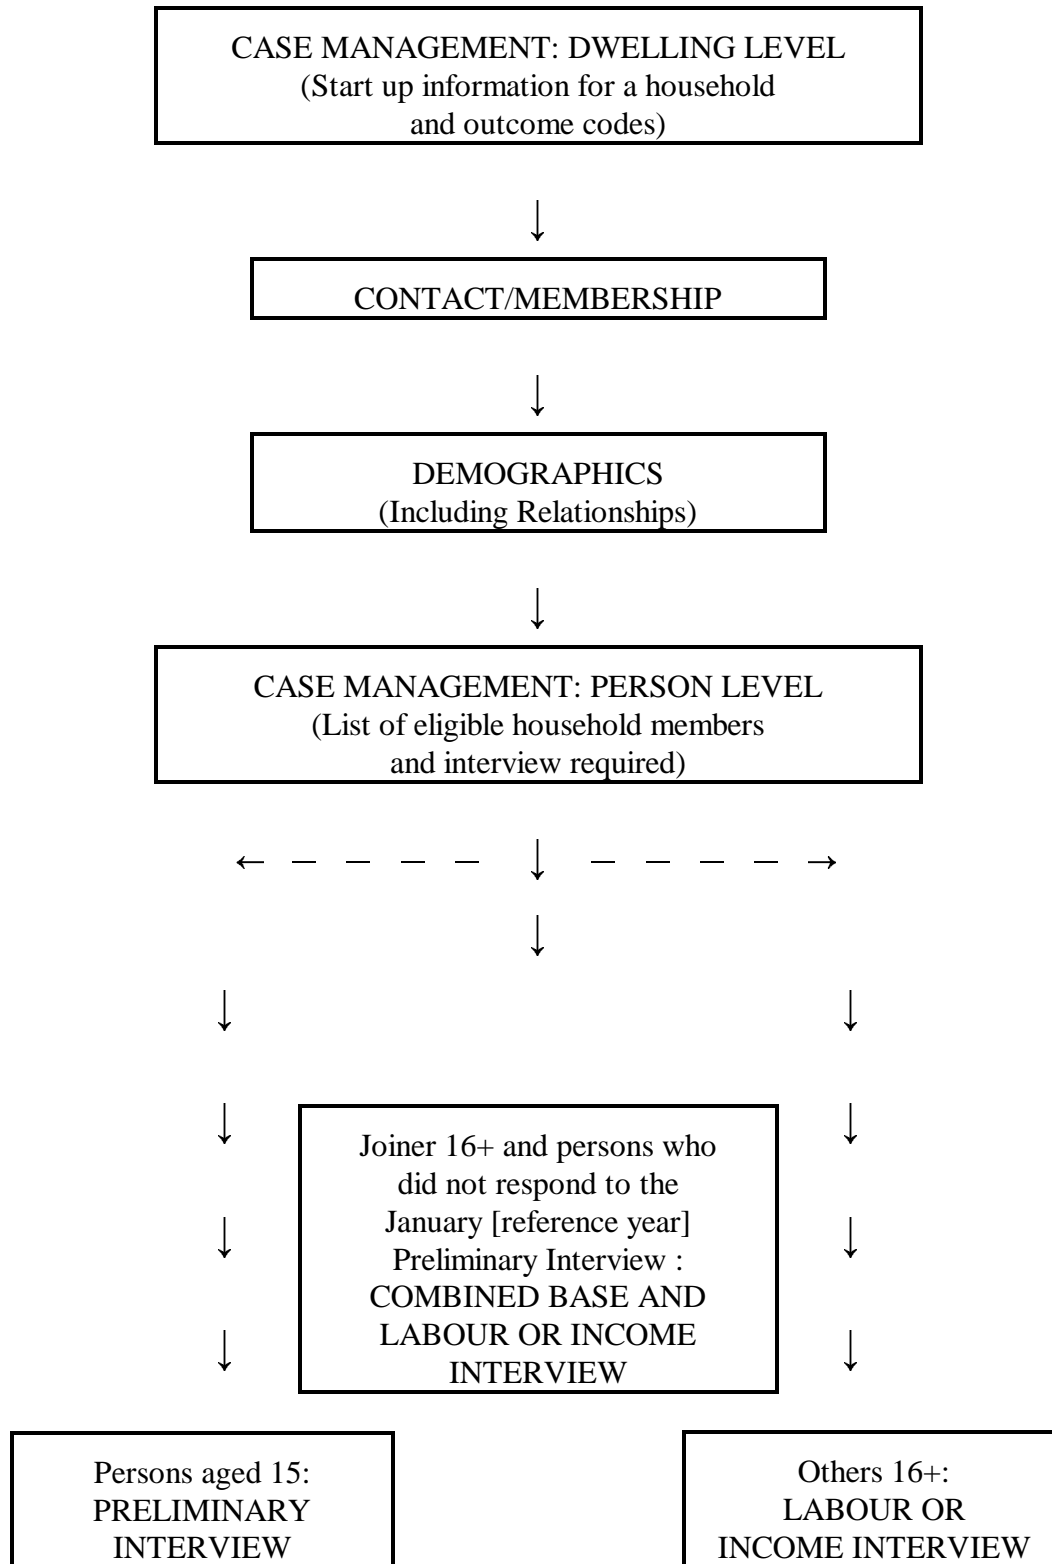 CASE MANAGEMENT: DWELLING LEVEL
(Start up information for a household
and outcome codes)
↓
CONTACT/MEMBERSHIP
↓
DEMOGRAPHICS
(Including Relationships)
↓
CASE MANAGEMENT: PERSON LEVEL
(List of eligible household members
and interview required)
← — — — — ↓ — — — — →
↓
↓ ↓
↓ ↓
Joiner 16+ and persons who
did not respond to the
January [reference year]
↓ ↓
Preliminary Interview :
COMBINED BASE AND
LABOUR OR INCOME
↓ ↓
INTERVIEW
Persons aged 15:
PRELIMINARY
INTERVIEW
Others 16+:
LABOUR OR
INCOME INTERVIEW